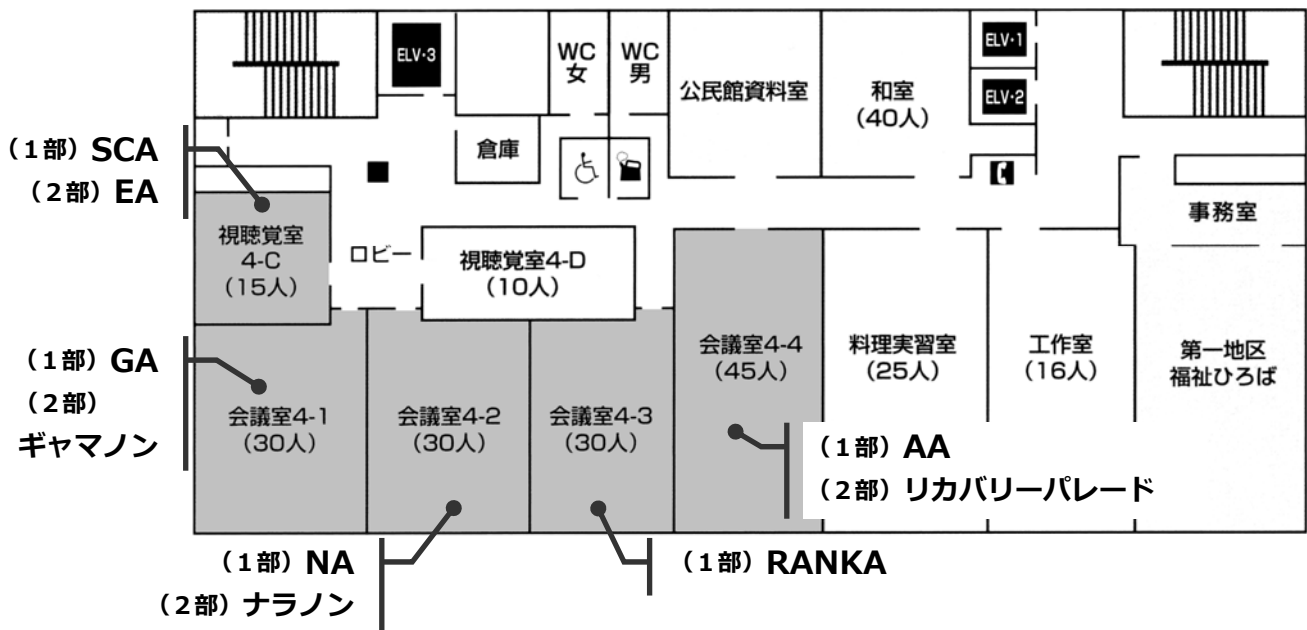 ELV・3
WC
女
WC
男
公民館資料室
和室
(40人)
ELV・1
ELV・2
倉庫
(1部) SCA
(2部) EA
視聴覚室
4-C
(15人)
ロビー
視聴覚室4-D
(10人)
事務室
(1部) GA
(2部)
ギャマノン
会議室4-1
(30人)
会議室4-2
(30人)
会議室4-3
(30人)
会議室4-4
(45人)
料理実習室
(25人)
工作室
(16人)
第一地区
福祉ひろば
(1部) AA
(2部) リカバリーパレード
(1部) NA
(2部) ナラノン
(1部) RANKA